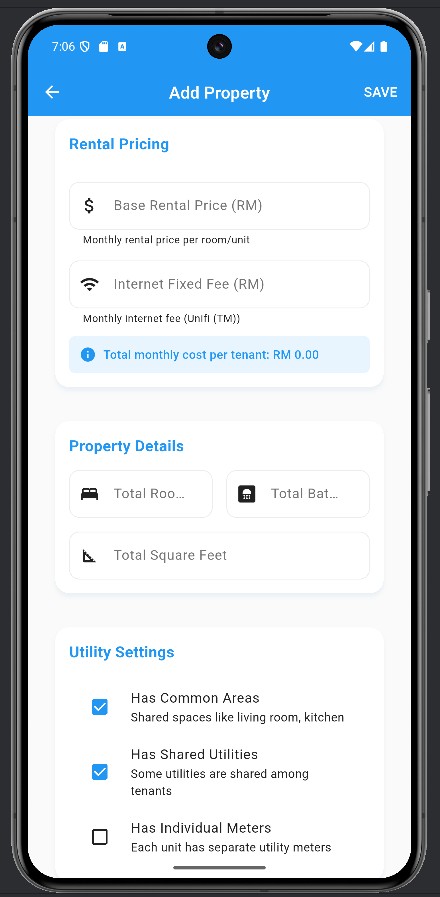 7:06
Add Property
SAVE
Rental Pricing
Base Rental Price (RM)
Monthly rental price per room/unit
Internet Fixed Fee (RM)
Monthly internet fee (Unifi (TM))
Total monthly cost per tenant: RM 0.00
Property Details
Total Roo...
Total Bat...
Total Square Feet
Utility Settings
Has Common Areas
Shared spaces like living room, kitchen
Has Shared Utilities
Some utilities are shared among
tenants
Has Individual Meters
Each unit has separate utility meters